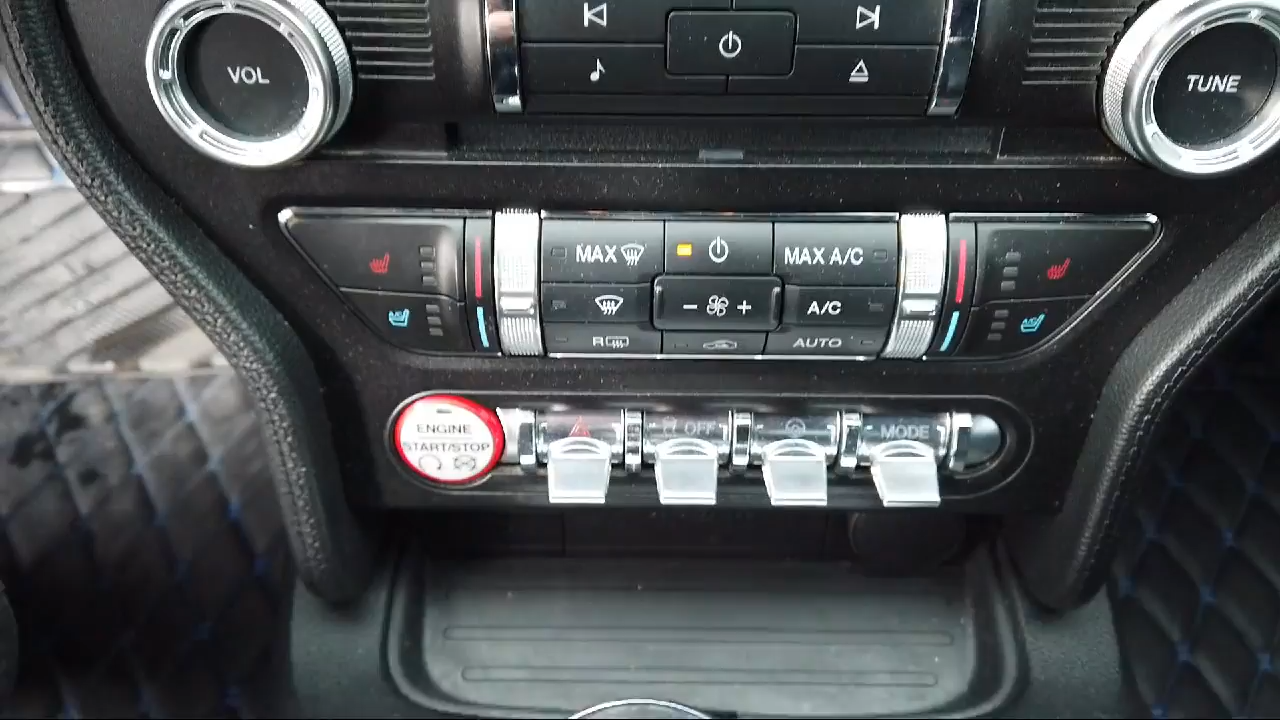 VOL
TUNE
MAX
MAX A/C
- +
A/C
R
AUTO
ENGINE
START/STOP
OFF
MODE